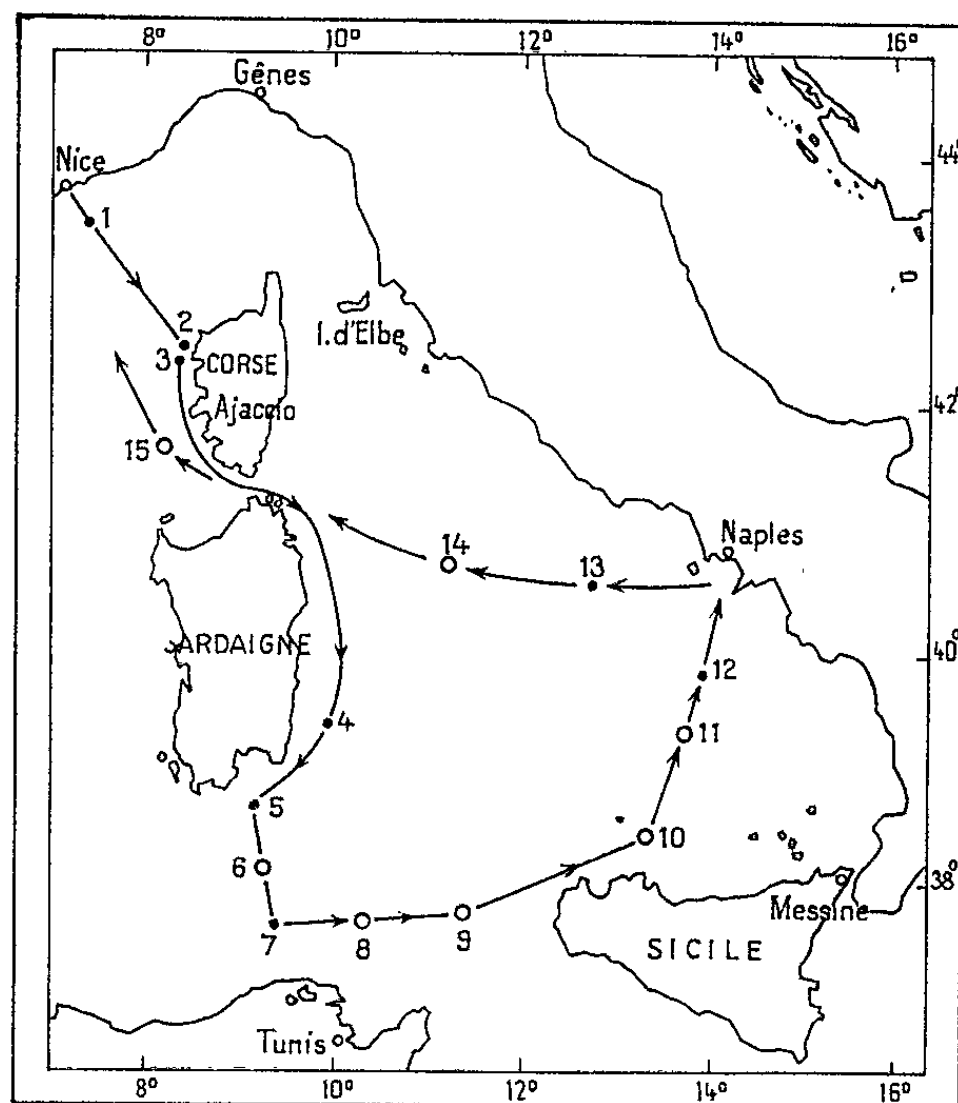 8° 10° 12° 14° 16°
Gênes
44°
Nice
1
2
I. d'Elbe
3 CORSE
42°
Ajaccio
15
Naples
14
13
40°
ARDAIGNE
12
4
11
5
10
6
38°
Messine
7 8 9
SICILE
Tunis
8° 10° 12° 14° 16°